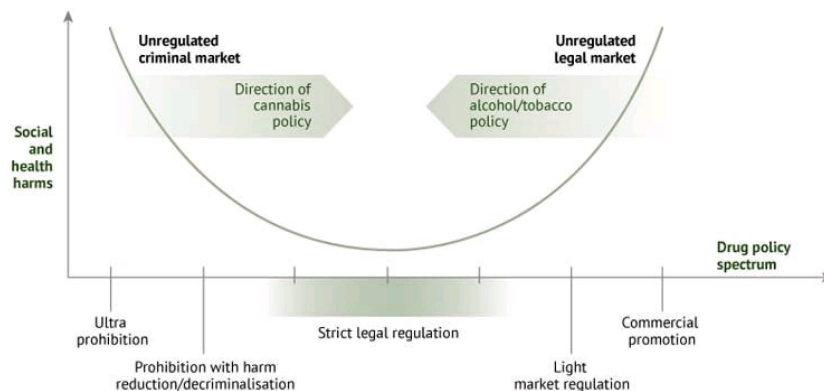 Unregulated
criminal market
Unregulated
legal market
Direction of
cannabis
policy
Direction of
alcohol/tobacco
policy
Social
and
health
harms
Drug policy
spectrum
Ultra
prohibition
Prohibition with harm
reduction/decriminalisation
Strict legal regulation
Light
market regulation
Commercial
promotion